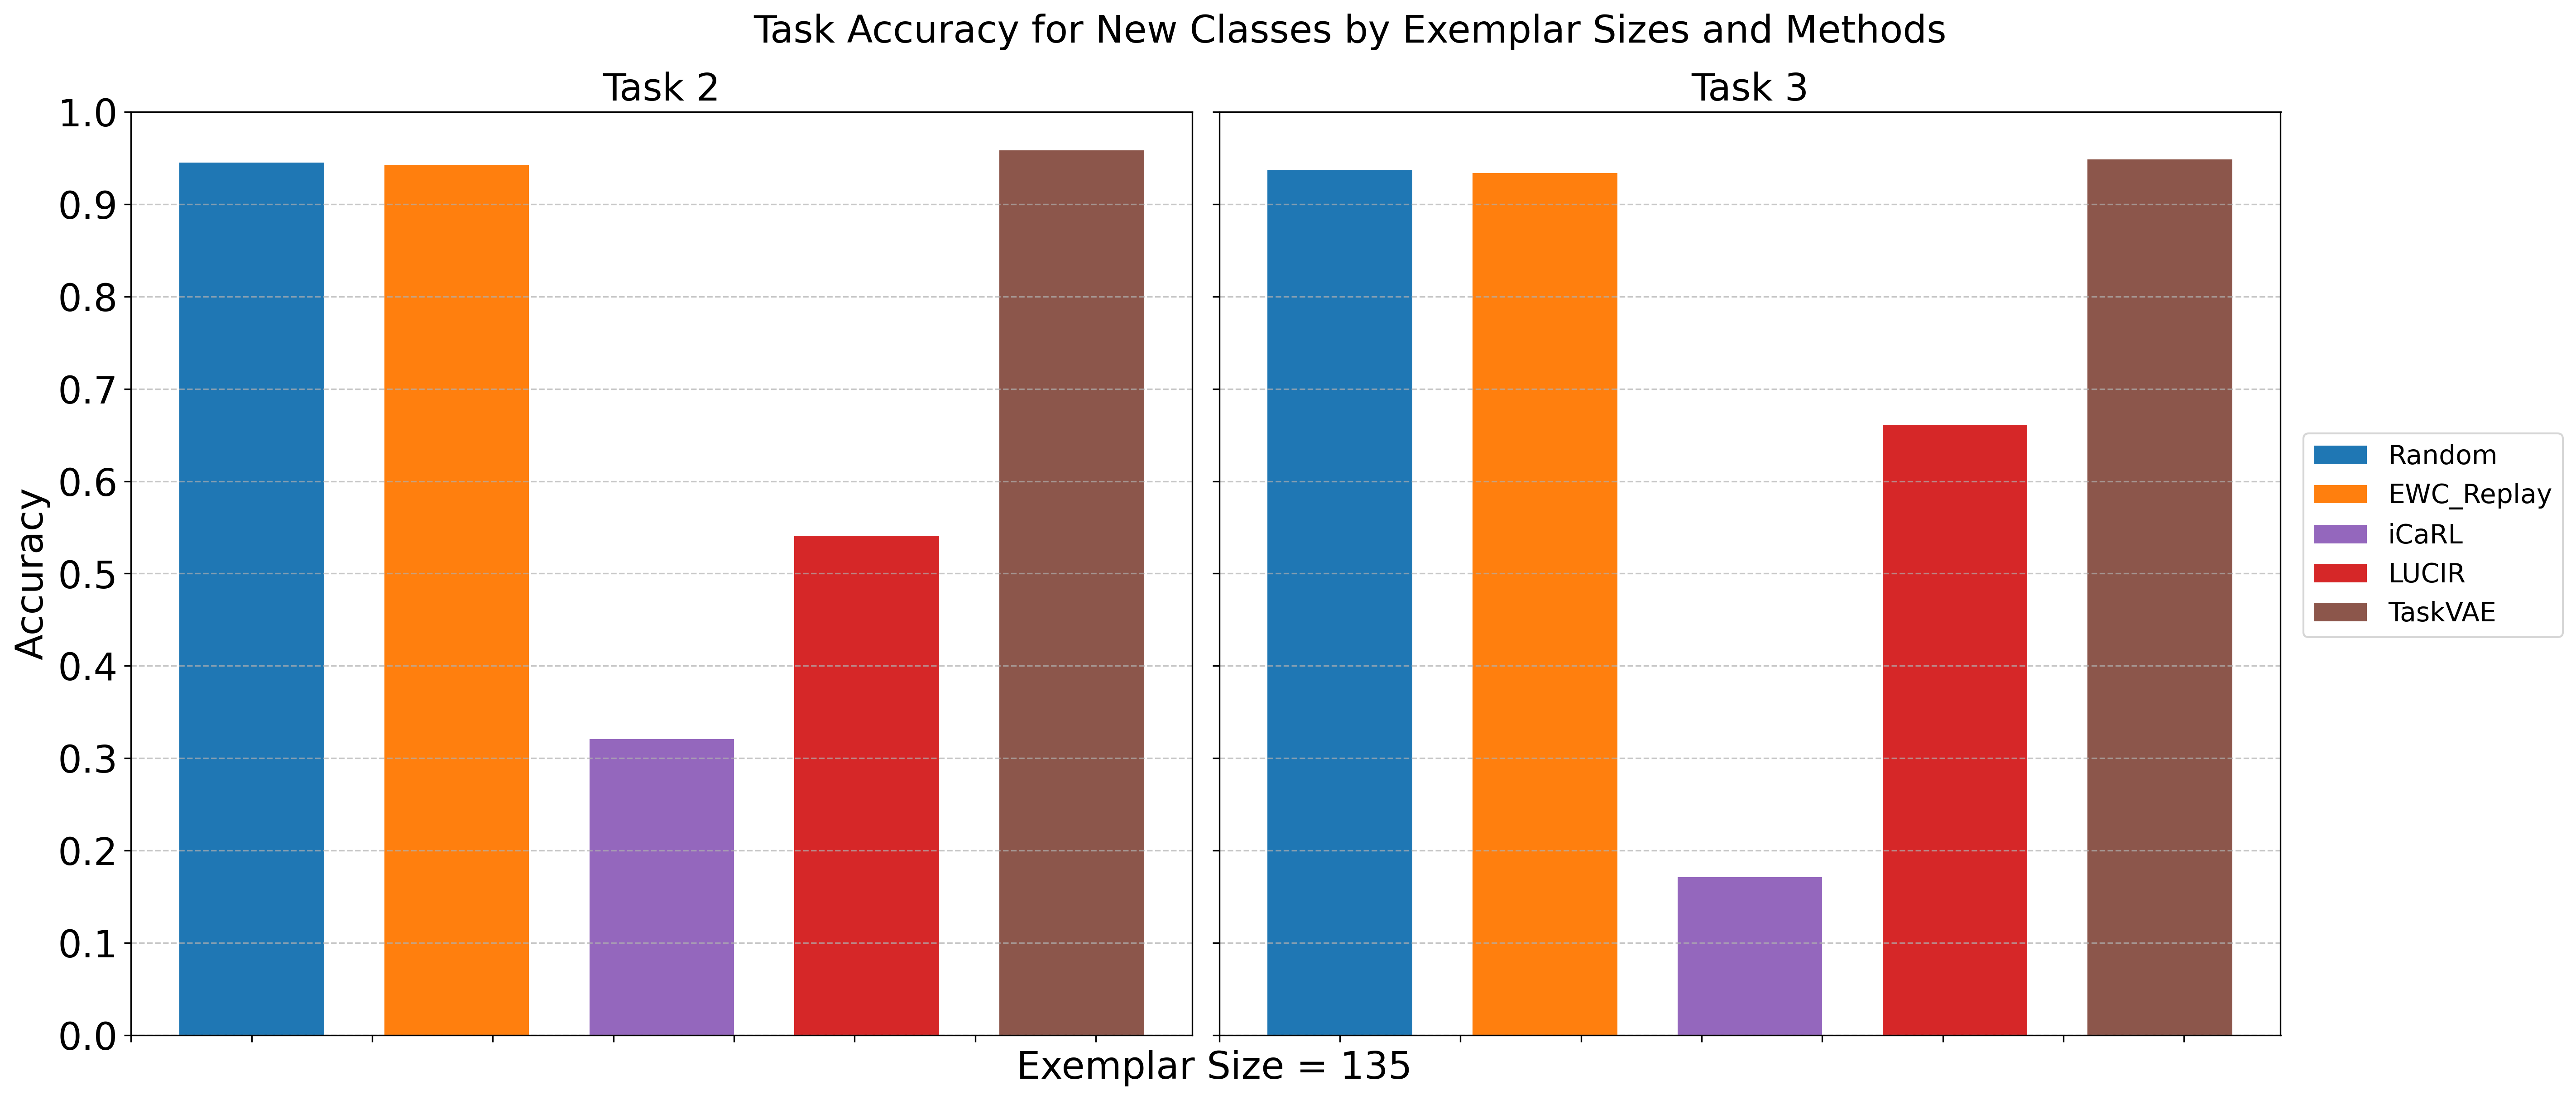 Task Accuracy for New Classes by Exemplar Sizes and Methods
Task 2
Task 3
1.0
0.9
0.8
0.7
0.6
0.5
0.4
0.3
0.2
0.1
0.0
Accuracy
Exemplar Size = 135
Random
EWC_Replay
iCaRL
LUCIR
TaskVAE